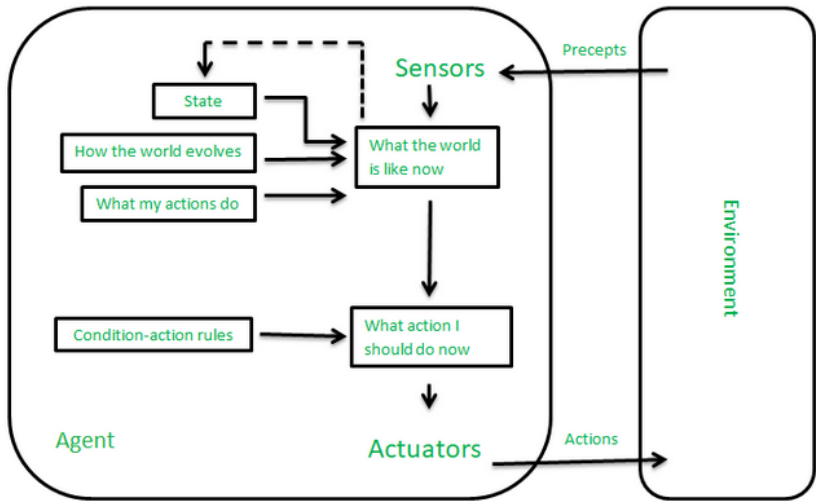 Sensors
Precepts
State
How the world evolves
What the world
is like now
What my actions do
Environment
Condition-action rules
What action I
should do now
Agent
Actuators
Actions